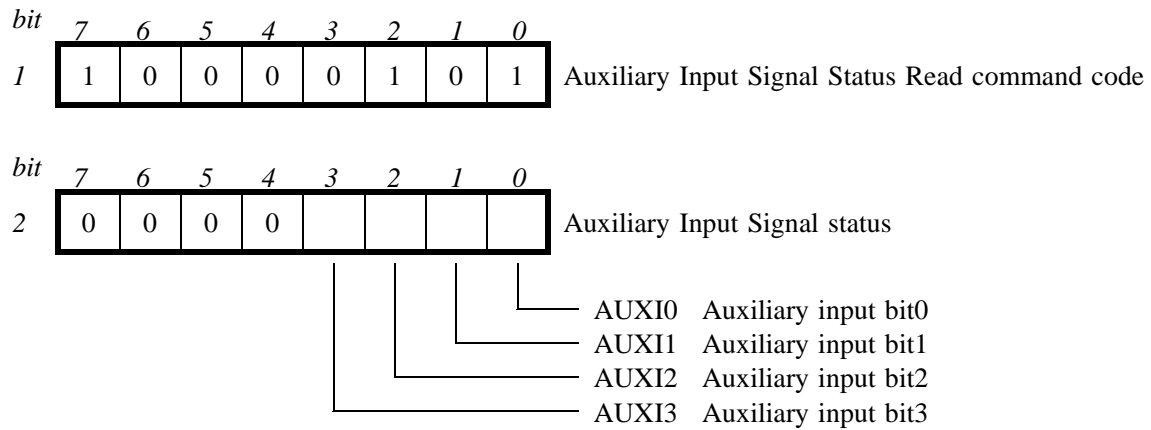 bit 7 6 5 4 3 2 1 0
1 1 0 0 0 0 1 0 1 Auxiliary Input Signal Status Read command code
bit 7 6 5 4 3 2 1 0
2 0 0 0 0 Auxiliary Input Signal status
AUXI0 Auxiliary input bit0
AUXI1 Auxiliary input bit1
AUXI2 Auxiliary input bit2
AUXI3 Auxiliary input bit3